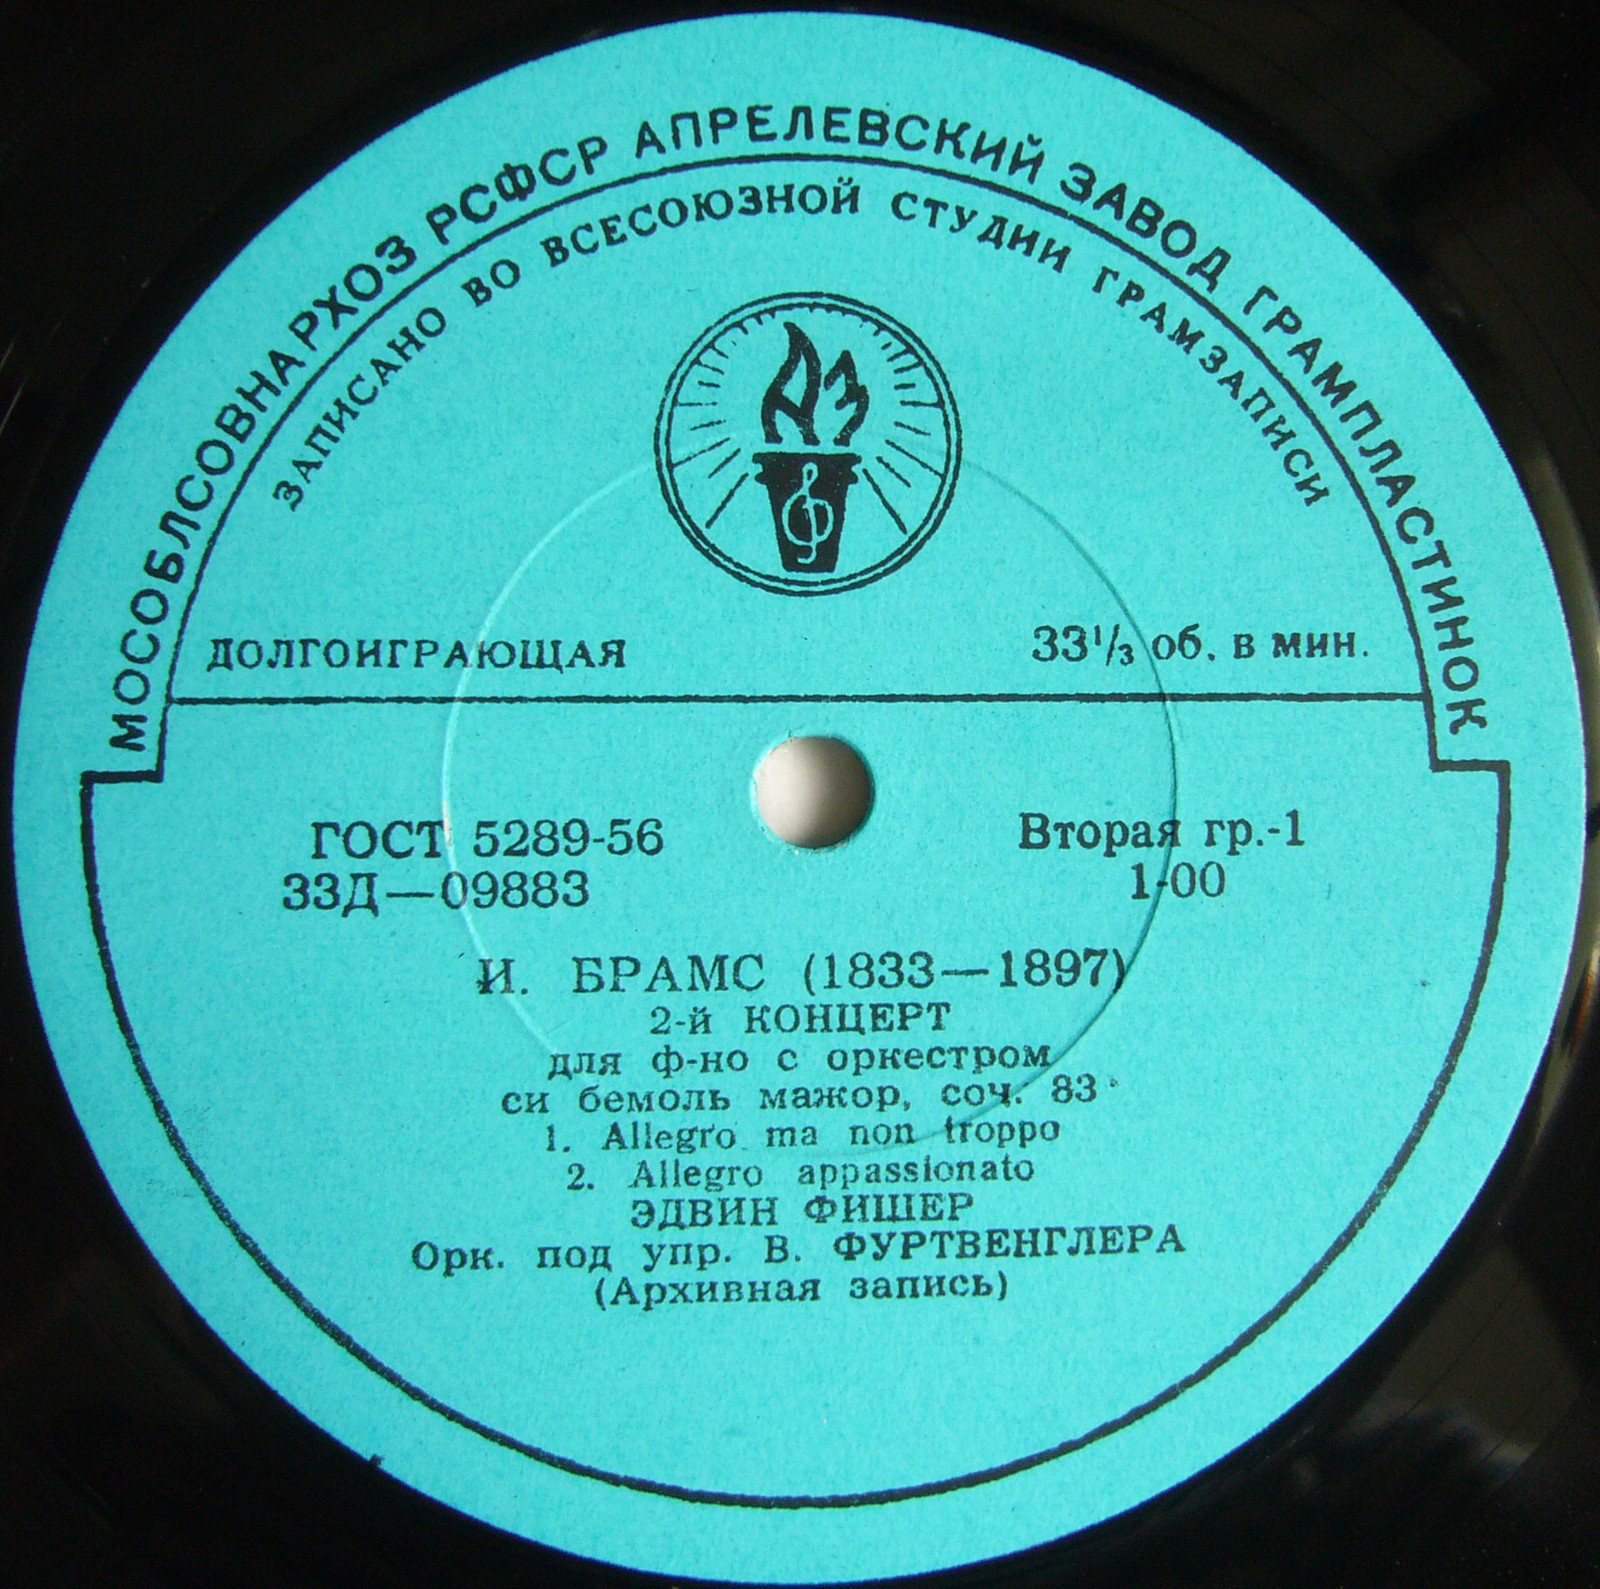 МОСОБЛСОВНАРХОЗ РСФСР АПРЕЛЕВСКИЙ ЗАВОД ГРАМПЛАСТИНОК
ЗАПИСАНО ВО ВСЕСОЮЗНОЙ СТУДИИ ГРАМЗАПИСИ
АЗ
ДОЛГОИГРАЮЩАЯ
33⅓ об. в мин.
ГОСТ 5289-56
33Д—09883
Вторая гр.-1
1-00
И. БРАМС (1833—1897)
2-й КОНЦЕРТ
для ф-но с оркестром
си бемоль мажор, соч. 83
1. Allegro ma non troppo
2. Allegro appassionato
ЭДВИН ФИШЕР
Орк. под упр. В. ФУРТВЕНГЛЕРА
(Архивная запись)